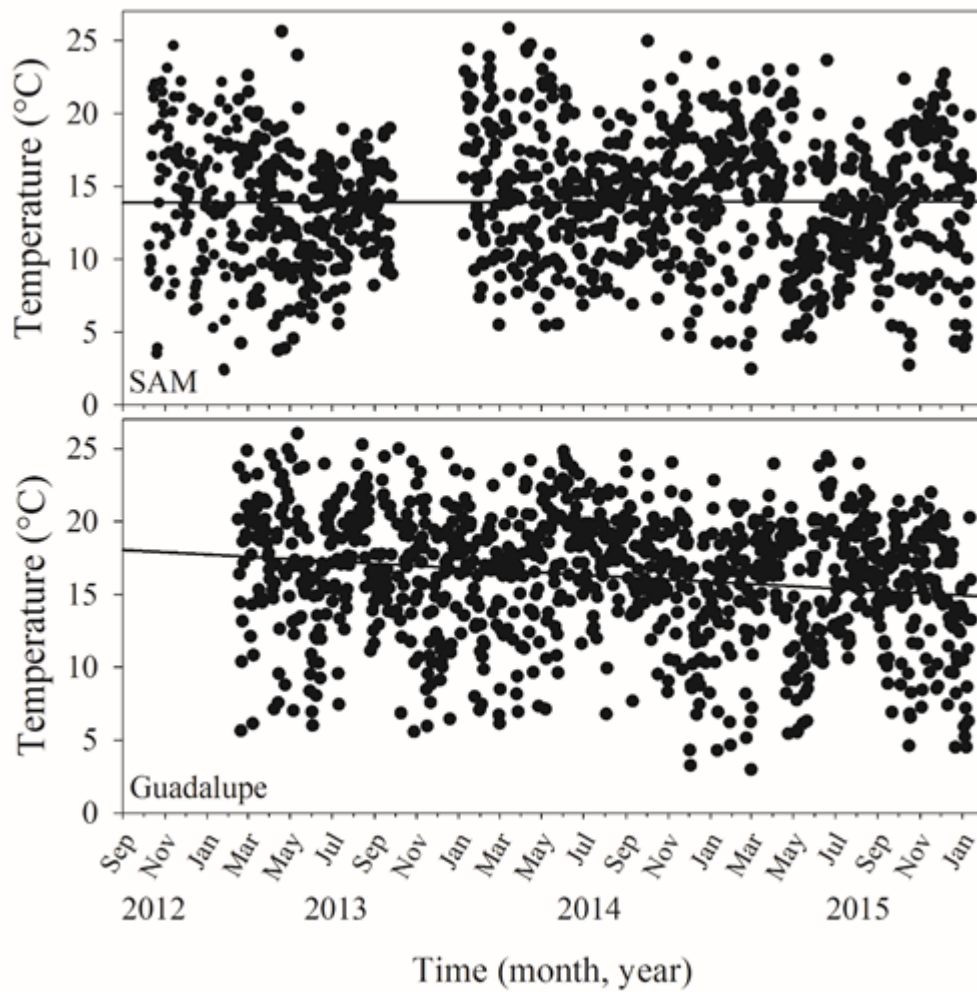 Temperature (°C)
25
20
15
10
5
0
SAM
Temperature (°C)
25
20
15
10
5
0
Guadalupe
Sep Nov Jan Mar May Jul Sep Nov Jan Mar May Jul Sep Nov Jan Mar May Jul Sep Nov Jan
2012 2013 2014 2015
Time (month, year)